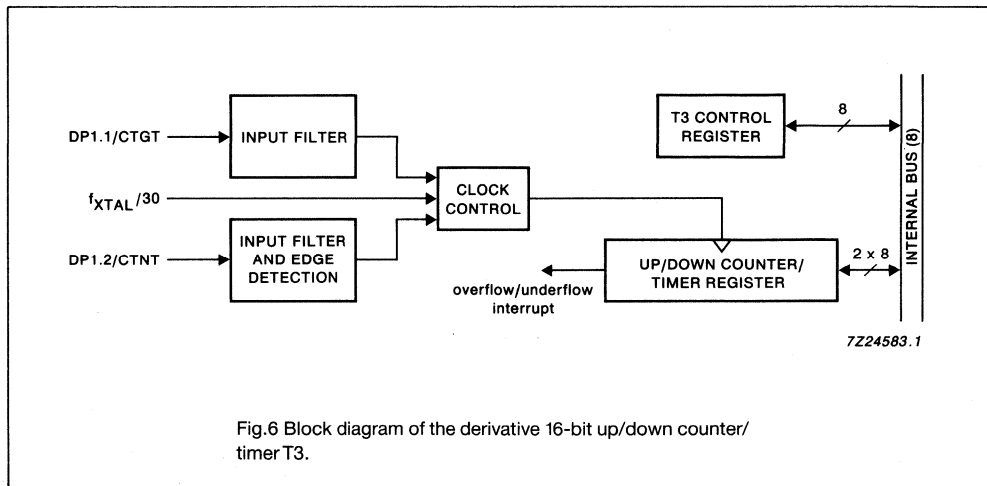 DP1.1/CTGT
INPUT FILTER
fXTAL /30
DP1.2/CTNT
INPUT FILTER
AND EDGE
DETECTION
CLOCK
CONTROL
T3 CONTROL
REGISTER
8
UP/DOWN COUNTER/
TIMER REGISTER
2 x 8
overflow/underflow
interrupt
INTERNAL BUS (8)
7Z24583.1
Fig.6 Block diagram of the derivative 16-bit up/down counter/
timer T3.